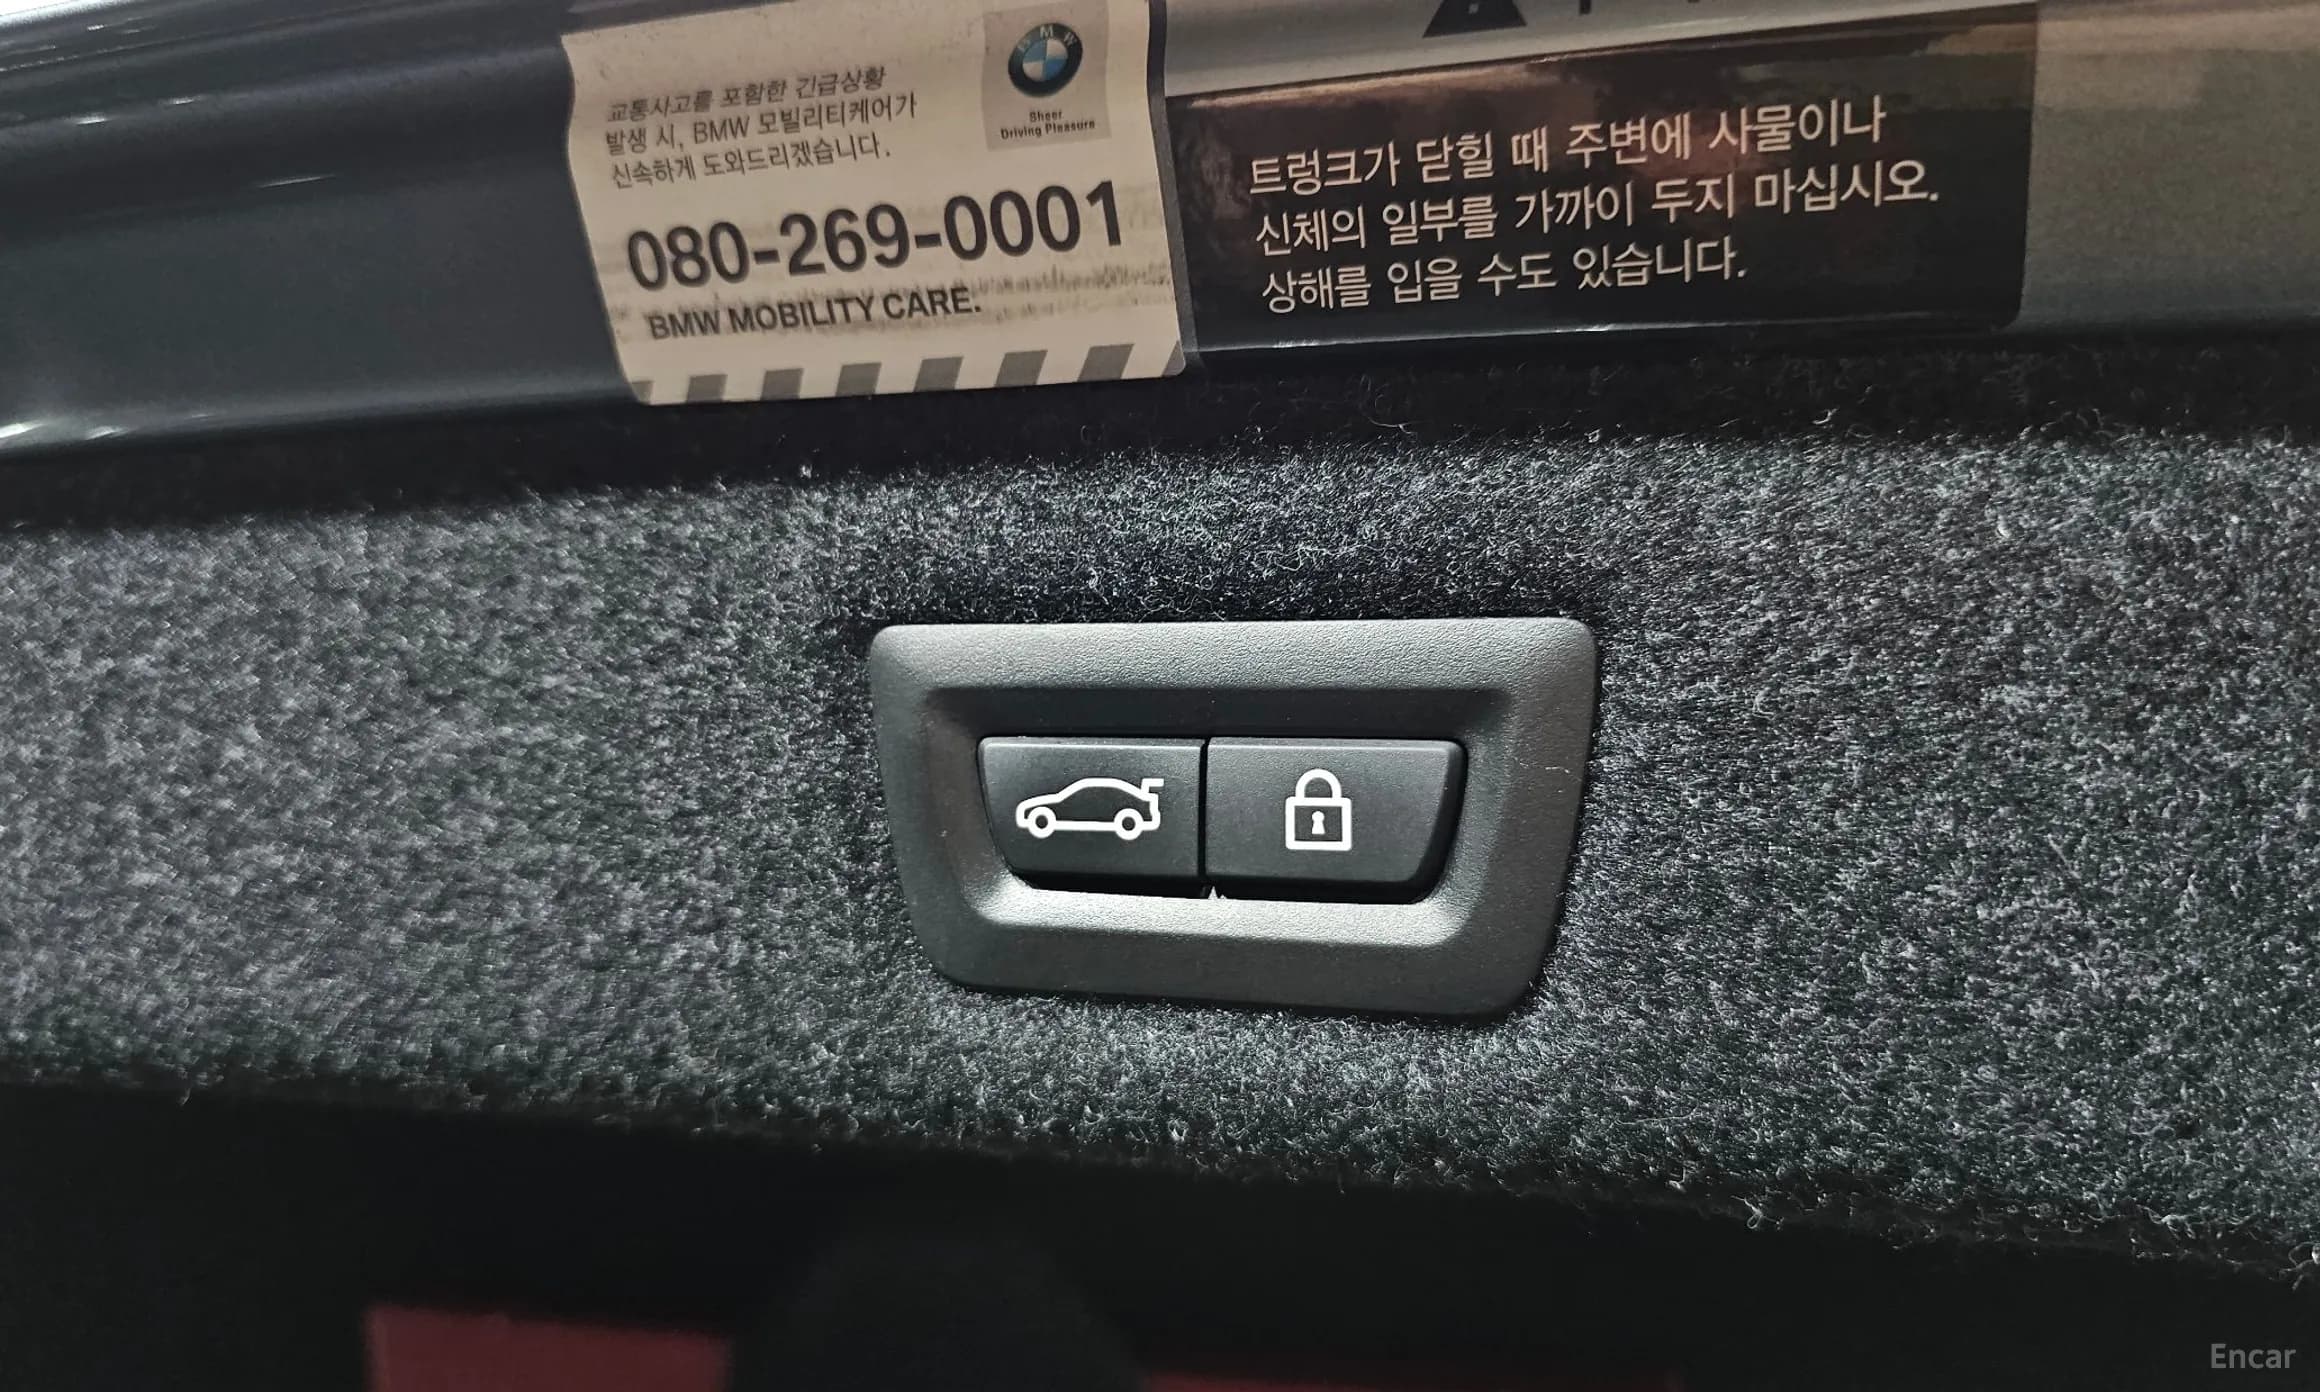 BMW
Sheer
Driving Pleasure
교통사고를 포함한 긴급상황
발생 시, BMW 모빌리티케어가
신속하게 도와드리겠습니다.
080-269-0001
BMW MOBILITY CARE.
트렁크가 닫힐 때 주변에 사물이나
신체의 일부를 가까이 두지 마십시오.
상해를 입을 수도 있습니다.
Encar